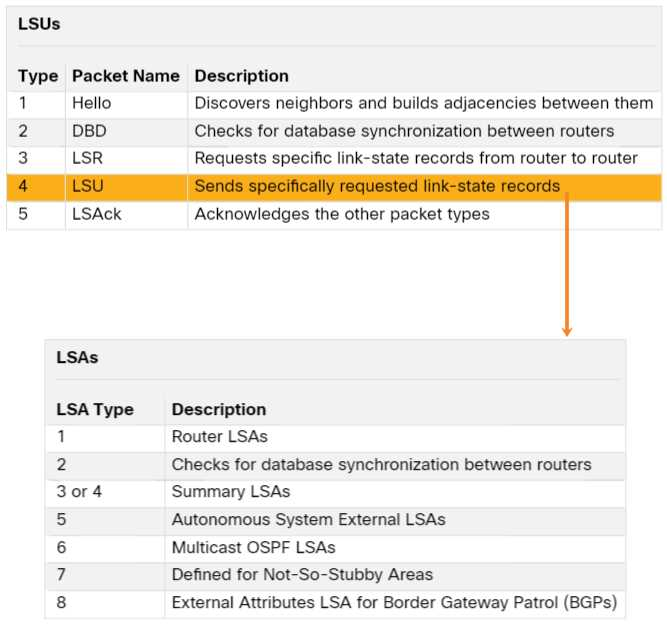 LSUs
Type Packet Name Description
1 Hello Discovers neighbors and builds adjacencies between them
2 DBD Checks for database synchronization between routers
3 LSR Requests specific link-state records from router to router
4 LSU Sends specifically requested link-state records
5 LSAck Acknowledges the other packet types
LSAs
LSA Type Description
1 Router LSAs
2 Checks for database synchronization between routers
3 or 4 Summary LSAs
5 Autonomous System External LSAs
6 Multicast OSPF LSAs
7 Defined for Not-So-Stubby Areas
8 External Attributes LSA for Border Gateway Patrol (BGPs)